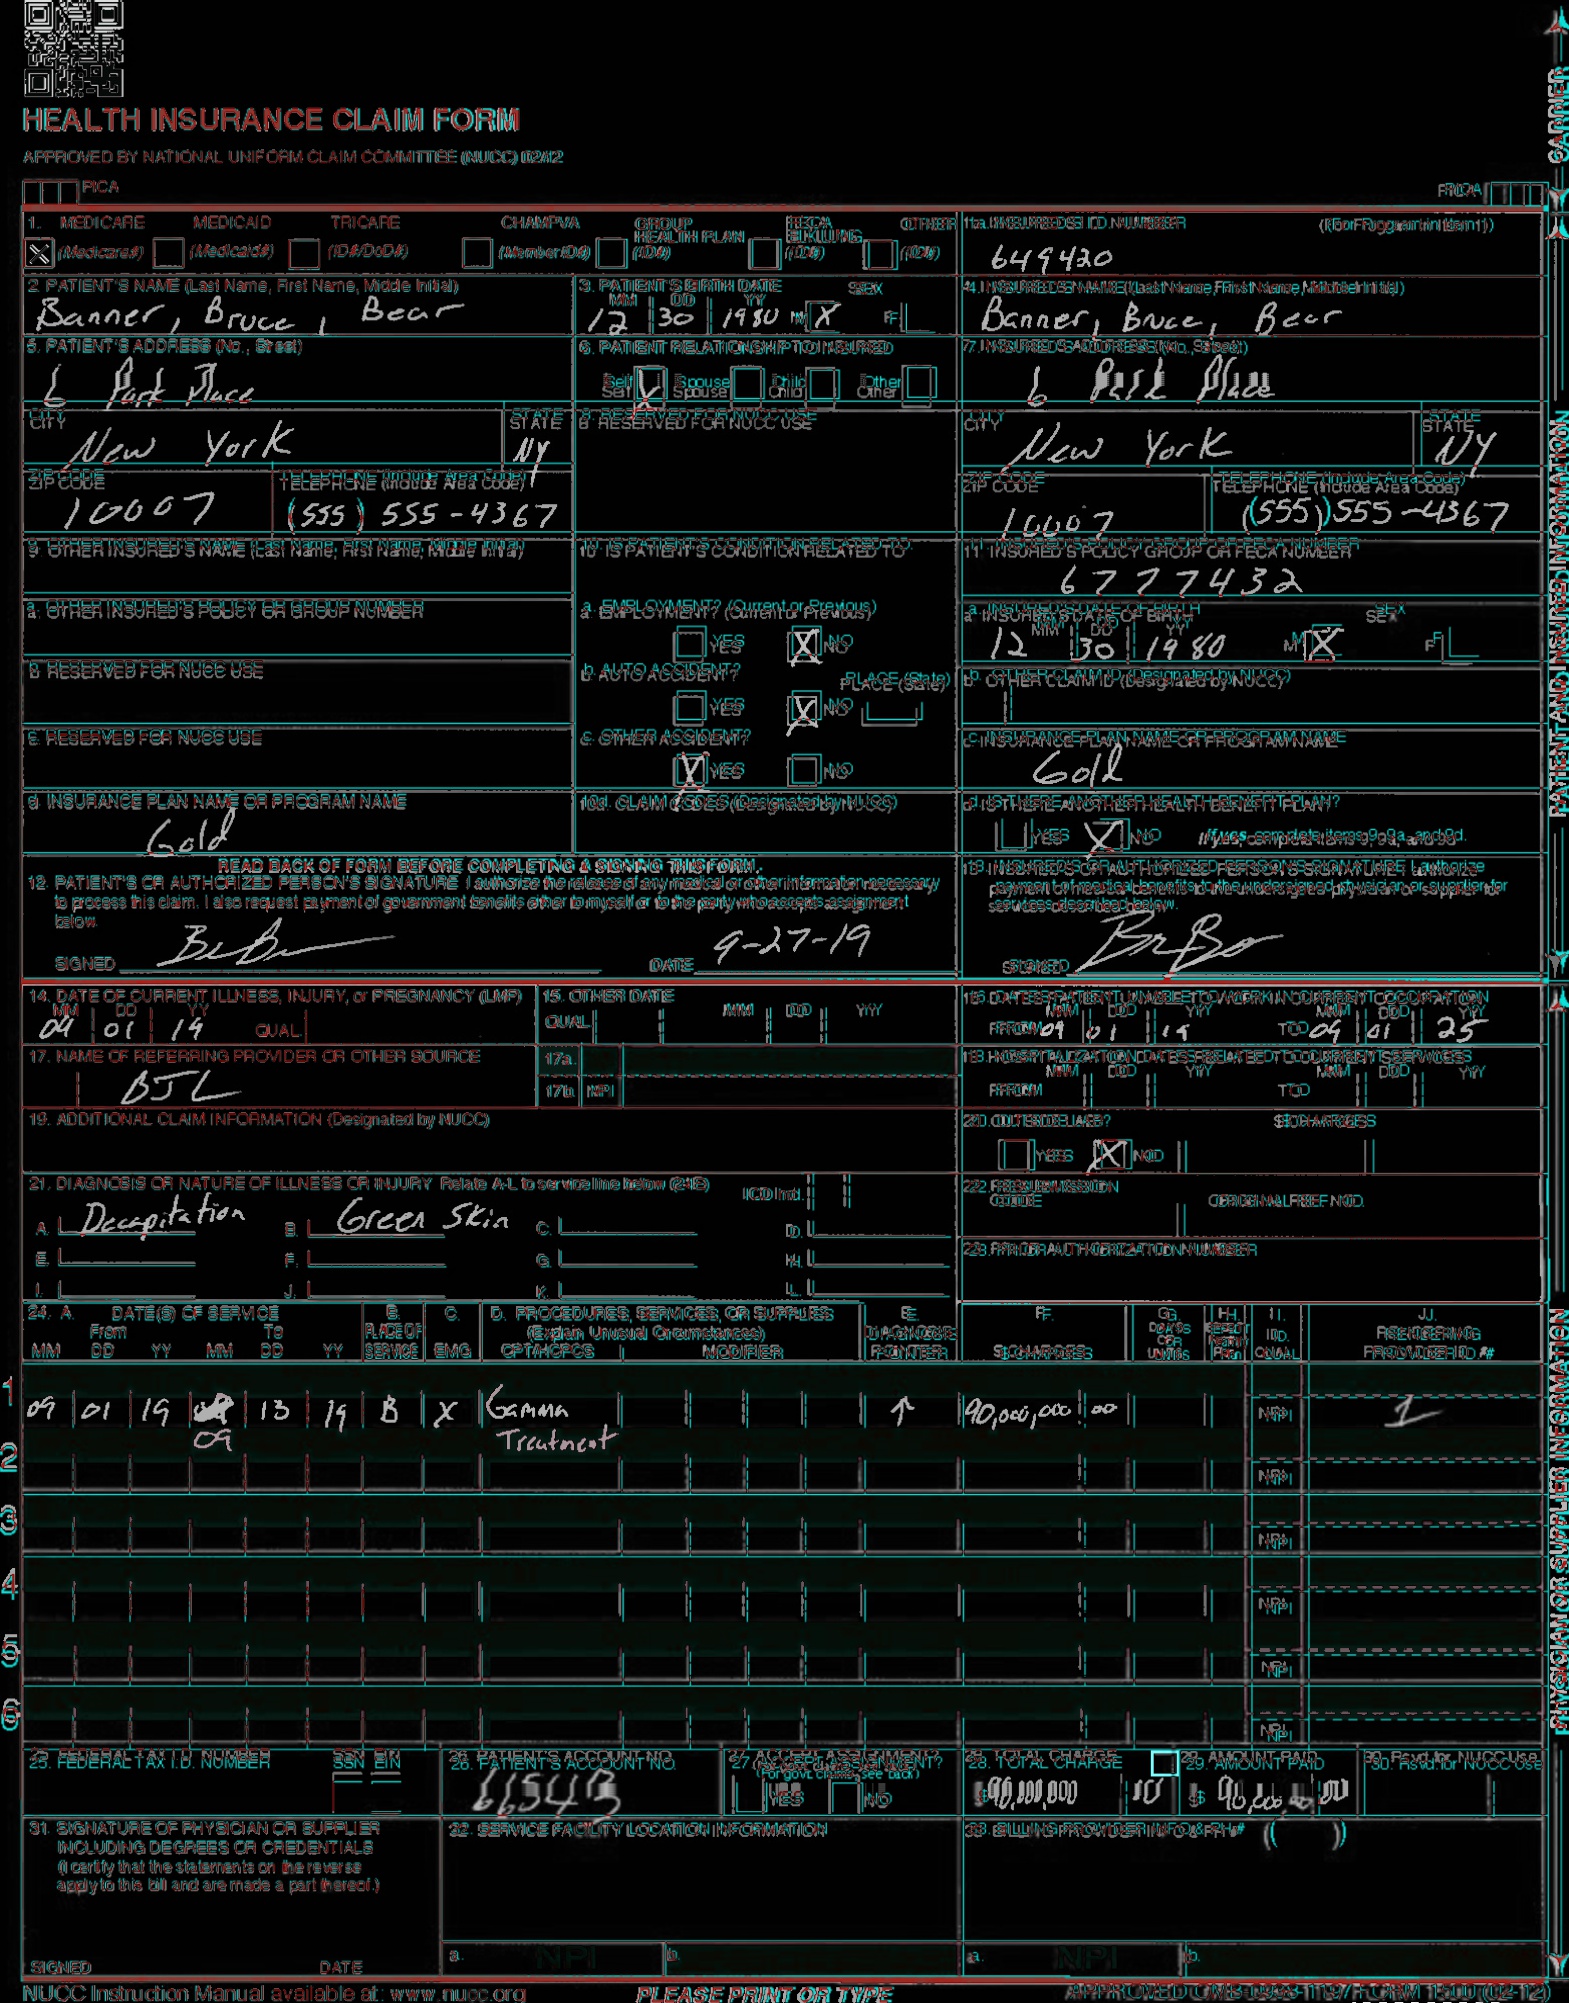 HEALTH INSURANCE CLAIM FORM
APPROVED BY NATIONAL UNIFORM CLAIM COMMITTEE (NUCC) 02/12
PICA
PICA
CARRIER
1. MEDICARE MEDICAID TRICARE CHAMPVA GROUP HEALTH PLAN FECA BLK LUNG OTHER
(Medicare#) (Medicaid#) (ID#/DoD#) (Member ID#) (ID#) (ID#) (ID#)
1a. INSURED'S I.D. NUMBER (For Program in Item 1)
649420
2. PATIENT'S NAME (Last Name, First Name, Middle Initial)
Banner, Bruce, Bear
3. PATIENT'S BIRTH DATE SEX
MM DD YY
12 30 1980 M X F
4. INSURED'S NAME (Last Name, First Name, Middle Initial)
Banner, Bruce, Bear
5. PATIENT'S ADDRESS (No., Street)
6 Park Place
6. PATIENT RELATIONSHIP TO INSURED
Self Spouse Child Other
7. INSURED'S ADDRESS (No., Street)
6 Park Place
CITY STATE
New York NY
8. RESERVED FOR NUCC USE
CITY STATE
New York NY
ZIP CODE TELEPHONE (Include Area Code)
10007 (555) 555-4367
ZIP CODE TELEPHONE (Include Area Code)
10007 (555) 555-4367
9. OTHER INSURED'S NAME (Last Name, First Name, Middle Initial)
10. IS PATIENT'S CONDITION RELATED TO:
11. INSURED'S POLICY GROUP OR FECA NUMBER
6777432
a. OTHER INSURED'S POLICY OR GROUP NUMBER
a. EMPLOYMENT? (Current or Previous)
YES X NO
a. INSURED'S DATE OF BIRTH SEX
MM DD YY
12 30 1980 M X F
b. RESERVED FOR NUCC USE
b. AUTO ACCIDENT? PLACE (State)
YES X NO
b. OTHER CLAIM ID (Designated by NUCC)
c. RESERVED FOR NUCC USE
c. OTHER ACCIDENT?
X YES NO
c. INSURANCE PLAN NAME OR PROGRAM NAME
Gold
d. INSURANCE PLAN NAME OR PROGRAM NAME
Gold
10d. CLAIM CODES (Designated by NUCC)
d. IS THERE ANOTHER HEALTH BENEFIT PLAN?
YES X NO If yes, complete items 9, 9a, and 9d.
PATIENT AND INSURED INFORMATION
READ BACK OF FORM BEFORE COMPLETING & SIGNING THIS FORM.
12. PATIENT'S OR AUTHORIZED PERSON'S SIGNATURE I authorize the release of any medical or other information necessary
to process this claim. I also request payment of government benefits either to myself or to the party who accepts assignment
below.
SIGNED DATE 9-27-19
13. INSURED'S OR AUTHORIZED PERSON'S SIGNATURE I authorize
payment of medical benefits to the undersigned physician or supplier for
services described below.
SIGNED
14. DATE OF CURRENT ILLNESS, INJURY, or PREGNANCY (LMP)
MM DD YY
09 01 19 QUAL.
15. OTHER DATE
QUAL. MM DD YY
16. DATES PATIENT UNABLE TO WORK IN CURRENT OCCUPATION
MM DD YY MM DD YY
FROM 09 01 19 TO 09 01 25
17. NAME OF REFERRING PROVIDER OR OTHER SOURCE
BJL
17a.
17b. NPI
18. HOSPITALIZATION DATES RELATED TO CURRENT SERVICES
MM DD YY MM DD YY
FROM TO
19. ADDITIONAL CLAIM INFORMATION (Designated by NUCC)
20. OUTSIDE LAB? $ CHARGES
YES X NO
21. DIAGNOSIS OR NATURE OF ILLNESS OR INJURY Relate A-L to service line below (24E) ICD Ind.
A. Decapitation B. Green Skin C. D.
E. F. G. H.
I. J. K. L.
22. RESUBMISSION CODE ORIGINAL REF. NO.
23. PRIOR AUTHORIZATION NUMBER
24. A. DATE(S) OF SERVICE B. C. D. PROCEDURES, SERVICES, OR SUPPLIES E. F. G. H. I. J.
From To PLACE OF (Explain Unusual Circumstances) DIAGNOSIS DAYS OR ID. RENDERING
MM DD YY MM DD YY SERVICE EMG CPT/HCPCS MODIFIER POINTER $ CHARGES UNITS QUAL. PROVIDER ID. #
1
09 01 19 13 19 B X Gamma ↑ 90,000,000 00 NPI 1
09 Treatment
2
NPI
3
NPI
4
NPI
5
NPI
6
NPI
PHYSICIAN OR SUPPLIER INFORMATION
25. FEDERAL TAX I.D. NUMBER SSN EIN
26. PATIENT'S ACCOUNT NO.
27. ACCEPT ASSIGNMENT?
(For govt. claims, see back)
YES NO
28. TOTAL CHARGE
$ 90,000,000 00
29. AMOUNT PAID
$ 90,000,000 00
30. Rsvd for NUCC Use
31. SIGNATURE OF PHYSICIAN OR SUPPLIER
INCLUDING DEGREES OR CREDENTIALS
(I certify that the statements on the reverse
apply to this bill and are made a part thereof.)
SIGNED DATE
32. SERVICE FACILITY LOCATION INFORMATION
a. NPI b.
33. BILLING PROVIDER INFO & PH # ( )
a. NPI b.
NUCC Instruction Manual available at: www.nucc.org
PLEASE PRINT OR TYPE
APPROVED OMB-0938-1197 FORM 1500 (02-12)